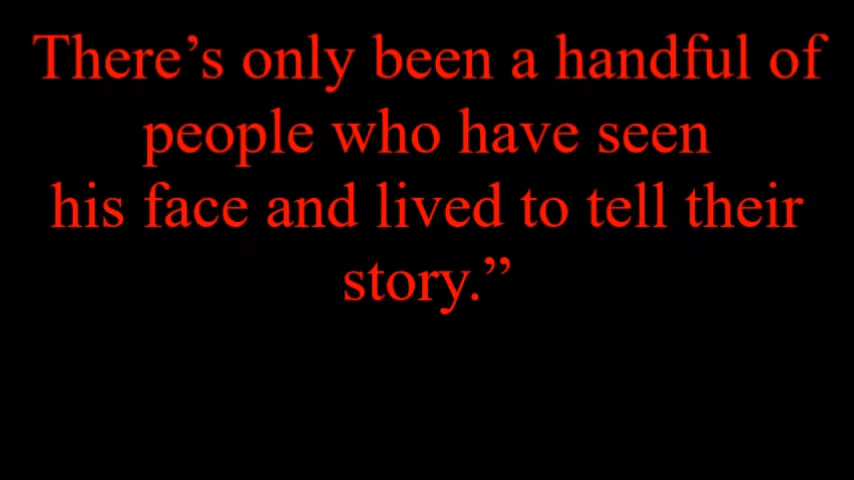 There’s only been a handful of
people who have seen
his face and lived to tell their
story.”